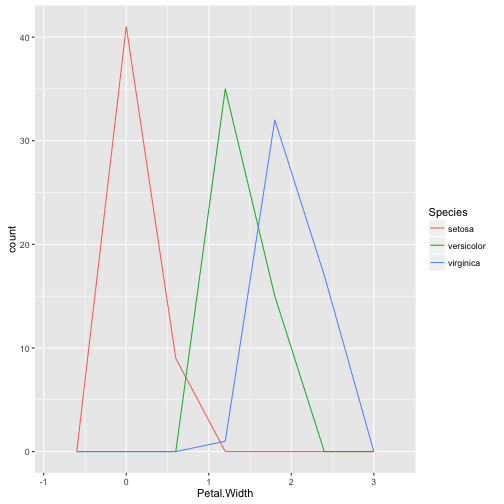 40
30
20
10
0
count
-1 0 1 2 3
Petal.Width
Species
setosa
versicolor
virginica